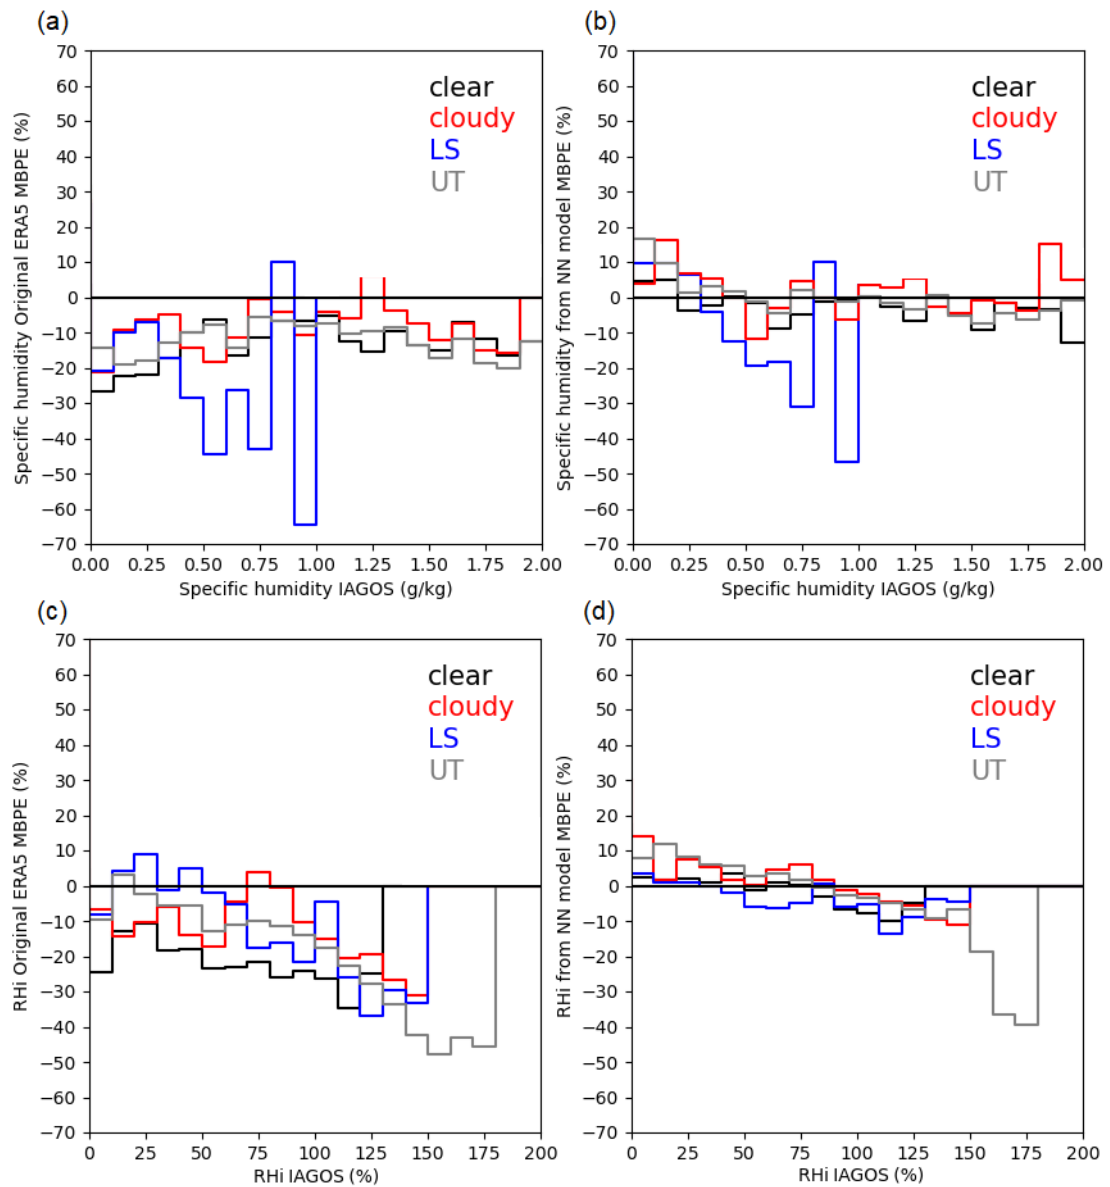 (a)
Specific humidity Original ERA5 MBPE (%)
70
60
50
40
30
20
10
0
−10
−20
−30
−40
−50
−60
−70
clear
cloudy
LS
UT
0.00 0.25 0.50 0.75 1.00 1.25 1.50 1.75 2.00
Specific humidity IAGOS (g/kg)
(b)
Specific humidity from NN model MBPE (%)
70
60
50
40
30
20
10
0
−10
−20
−30
−40
−50
−60
−70
clear
cloudy
LS
UT
0.00 0.25 0.50 0.75 1.00 1.25 1.50 1.75 2.00
Specific humidity IAGOS (g/kg)
(c)
RHi Original ERA5 MBPE (%)
70
60
50
40
30
20
10
0
−10
−20
−30
−40
−50
−60
−70
clear
cloudy
LS
UT
0 25 50 75 100 125 150 175 200
RHi IAGOS (%)
(d)
RHi from NN model MBPE (%)
70
60
50
40
30
20
10
0
−10
−20
−30
−40
−50
−60
−70
clear
cloudy
LS
UT
0 25 50 75 100 125 150 175 200
RHi IAGOS (%)